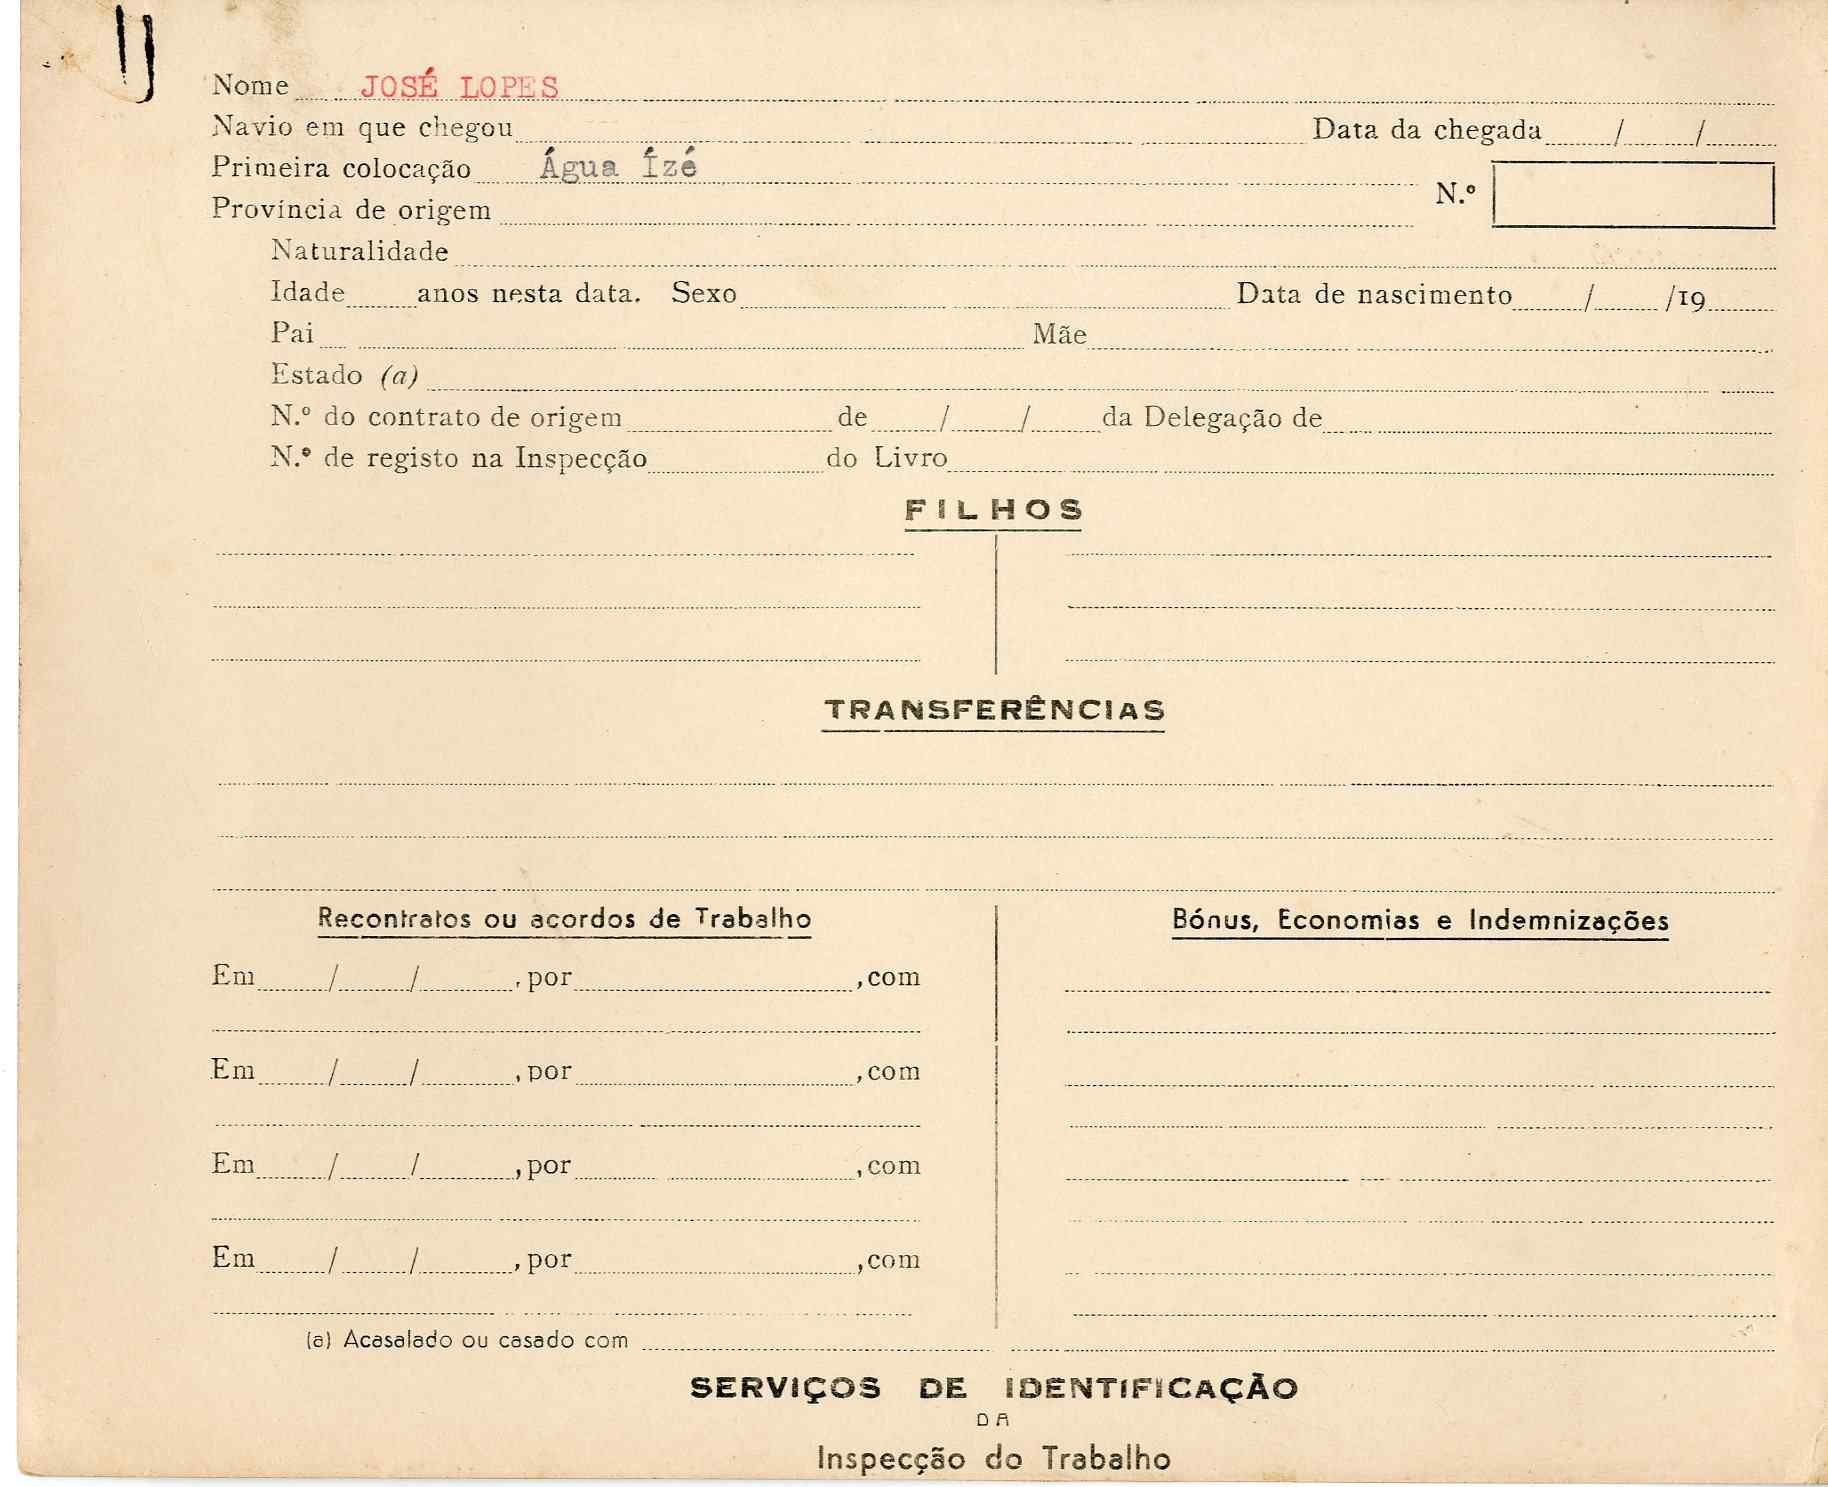 Nome JOSÉ LOPES
Navio em que chegou Data da chegada / /
Primeira colocação Água Ízé
N.º
Província de origem
Naturalidade
Idade anos nesta data. Sexo Data de nascimento / /19
Pai Mãe
Estado (a)
N.º do contrato de origem de / / da Delegação de
N.º de registo na Inspecção do Livro
FILHOS
TRANSFERÊNCIAS
Recontratos ou acordos de Trabalho Bónus, Economias e Indemnizações
Em / / , por , com
Em / / , por , com
Em / / , por , com
Em / / , por , com
(a) Acasalado ou casado com
SERVIÇOS DE IDENTIFICAÇÃO
DA
Inspecção do Trabalho